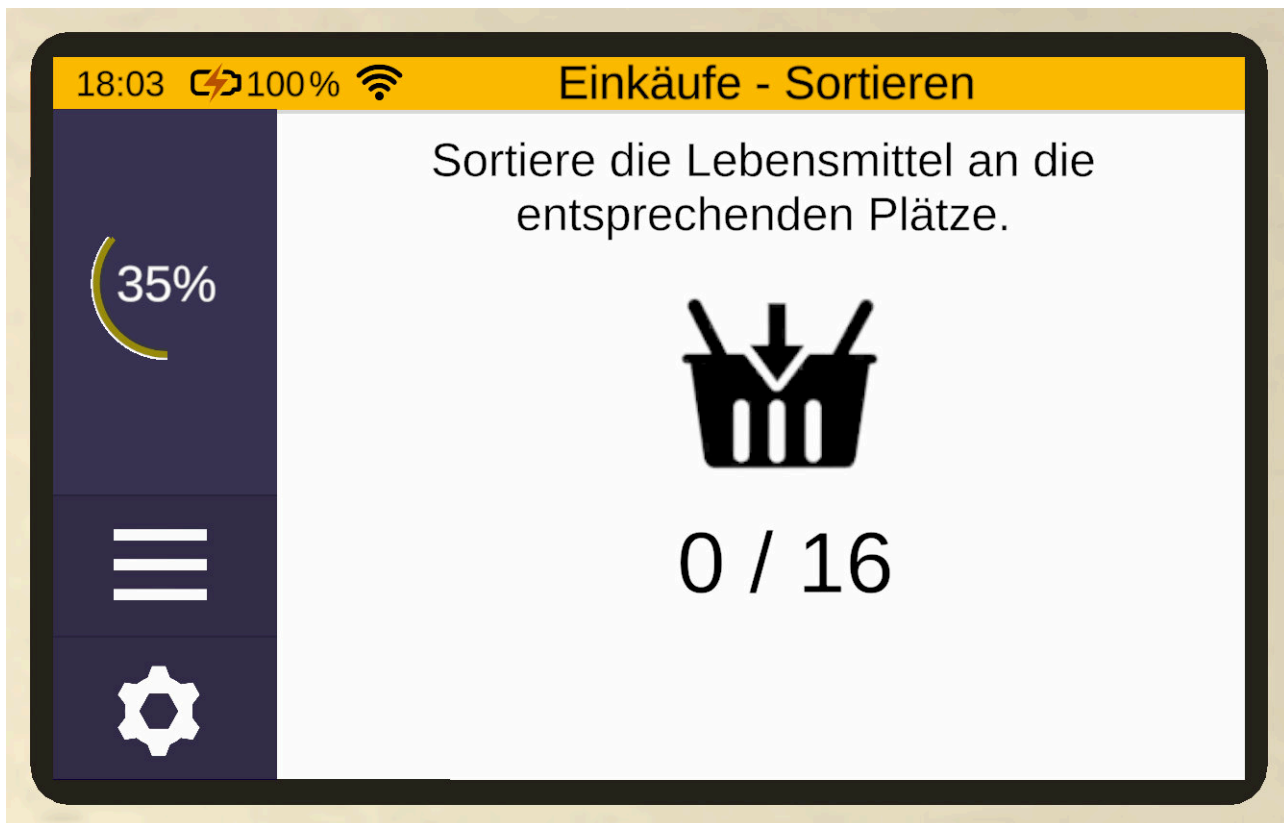 18:03 100% Einkäufe - Sortieren
Sortiere die Lebensmittel an die
entsprechenden Plätze.
35%
0 / 16